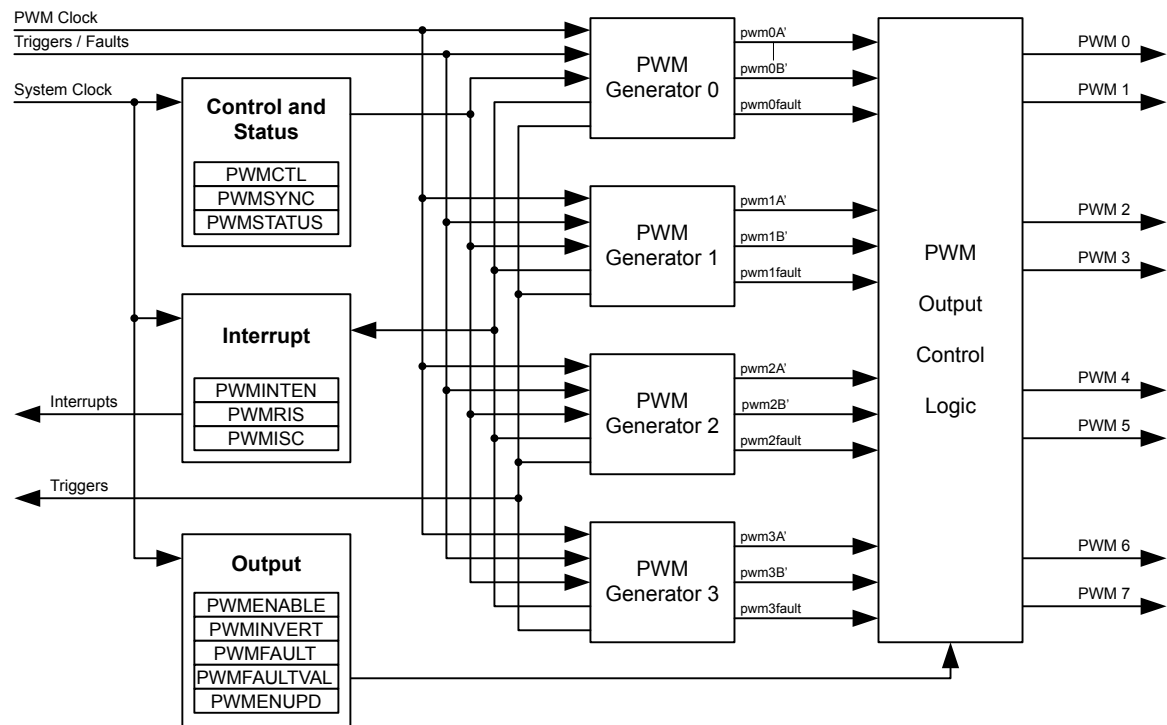 PWM Clock
Triggers / Faults
System Clock
Control and
Status
PWMCTL
PWMSYNC
PWMSTATUS
Interrupt
PWMINTEN
PWMRIS
PWMISC
Interrupts
Triggers
Output
PWMENABLE
PWMINVERT
PWMFAULT
PWMFAULTVAL
PWMENUPD
PWM
Generator 0
pwm0A’
pwm0B’
pwm0fault
PWM
Generator 1
pwm1A’
pwm1B’
pwm1fault
PWM
Generator 2
pwm2A’
pwm2B’
pwm2fault
PWM
Generator 3
pwm3A’
pwm3B’
pwm3fault
PWM
Output
Control
Logic
PWM 0
PWM 1
PWM 2
PWM 3
PWM 4
PWM 5
PWM 6
PWM 7